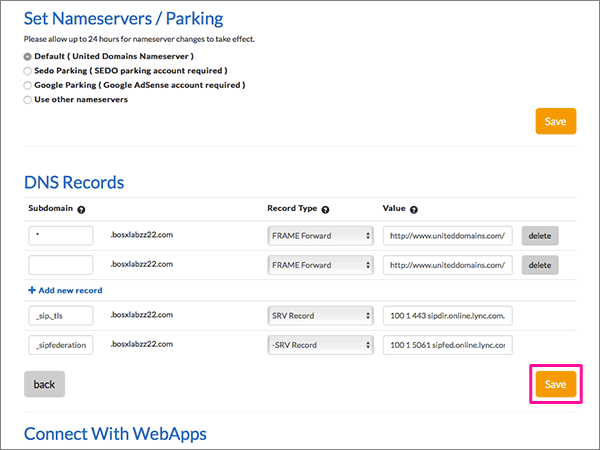 Set Nameservers / Parking
Please allow up to 24 hours for nameserver changes to take effect.
Default ( United Domains Nameserver )
Sedo Parking ( SEDO parking account required )
Google Parking ( Google AdSense account required )
Use other nameservers
Save
DNS Records
Subdomain ? Record Type ? Value ?
* .bosxlabzz22.com FRAME Forward http://www.uniteddomains.com/ delete
.bosxlabzz22.com FRAME Forward http://www.uniteddomains.com/ delete
+ Add new record
_sip._tls .bosxlabzz22.com SRV Record 100 1 443 sipdir.online.lync.com.
_sipfederation .bosxlabzz22.com -SRV Record 100 1 5061 sipfed.online.lync.cor
back Save
Connect With WebApps